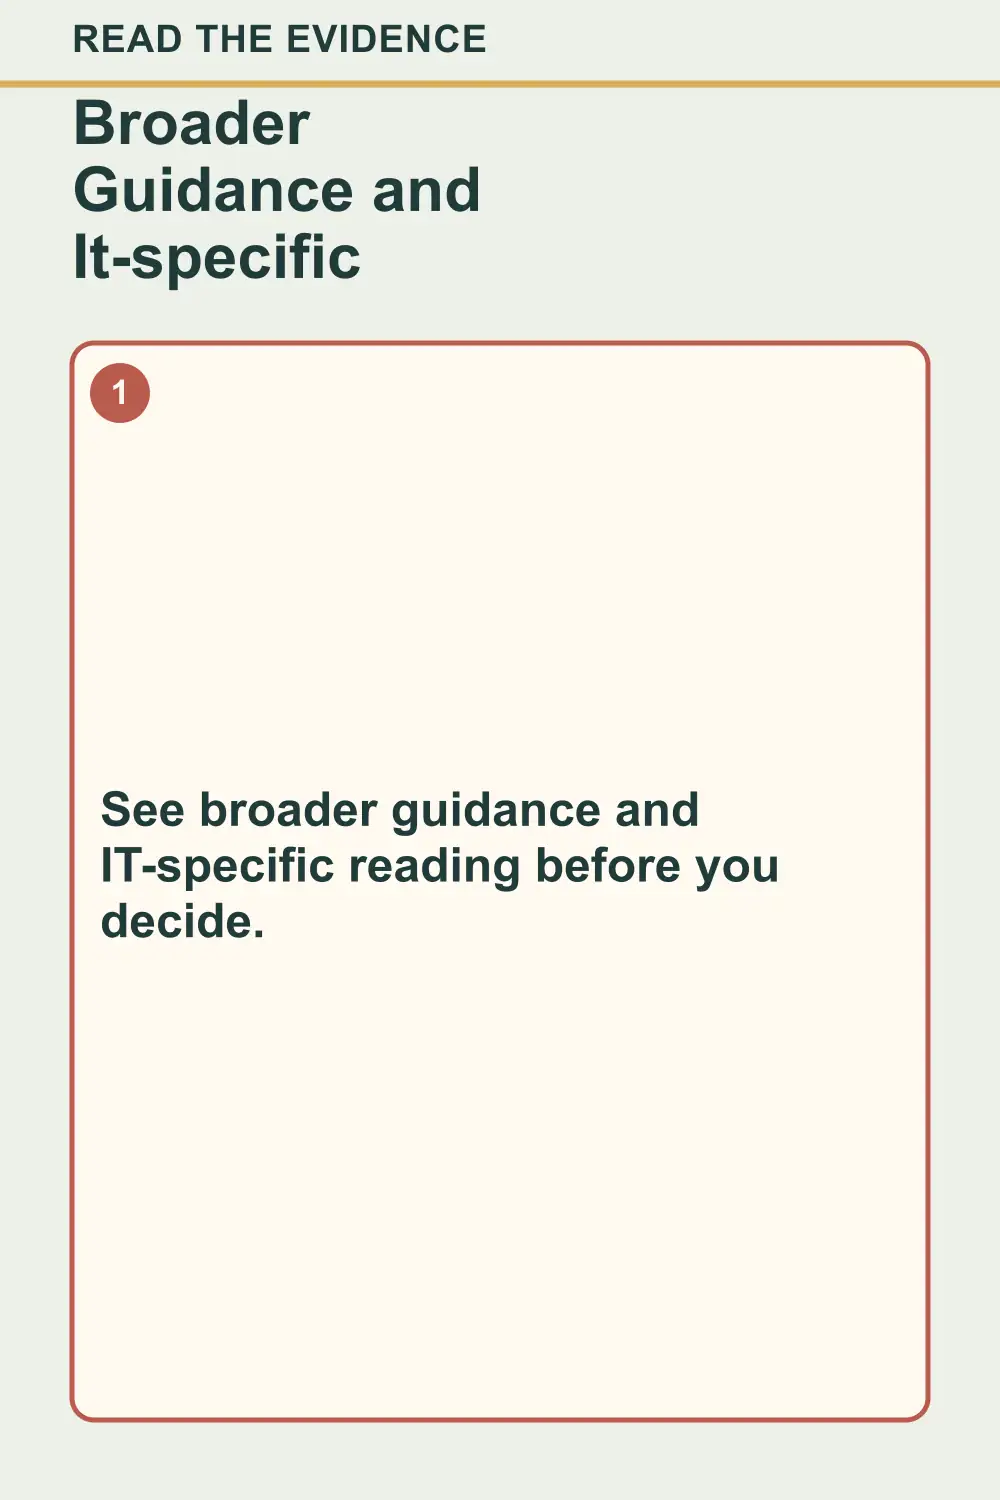 READ THE EVIDENCE
Broader
Guidance and
It-specific
1
See broader guidance and
IT-specific reading before you
decide.